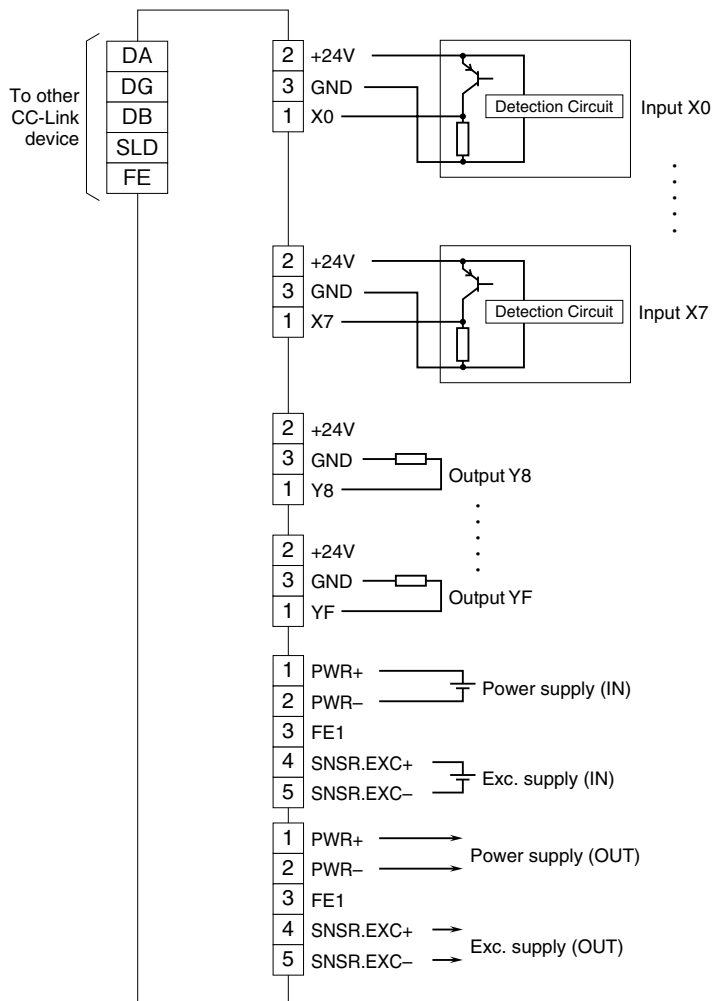 To other
CC-Link
device
DA
DG
DB
SLD
FE
2 +24V
3 GND
1 X0
Detection Circuit
Input X0
2 +24V
3 GND
1 X7
Detection Circuit
Input X7
2 +24V
3 GND
1 Y8
Output Y8
2 +24V
3 GND
1 YF
Output YF
1 PWR+
2 PWR–
Power supply (IN)
3 FE1
4 SNSR.EXC+
5 SNSR.EXC–
Exc. supply (IN)
1 PWR+
2 PWR–
Power supply (OUT)
3 FE1
4 SNSR.EXC+
5 SNSR.EXC–
Exc. supply (OUT)